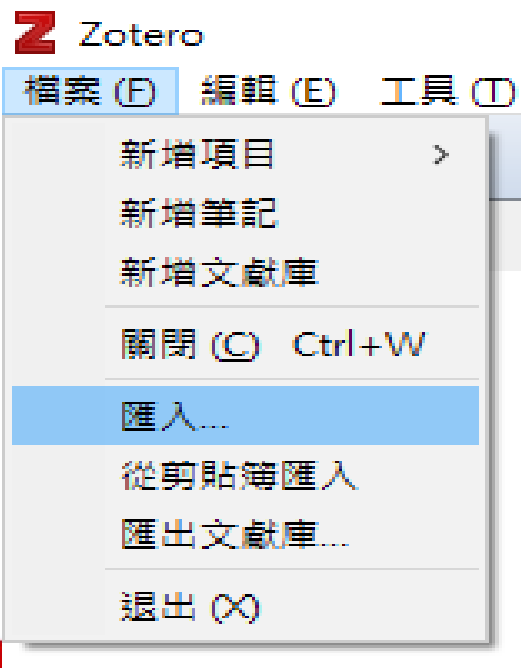 Z Zotero
檔案 (F) 編輯 (E) 工具 (T)
新增項目 >
新增筆記
新增文獻庫
關閉 (C) Ctrl+W
匯入...
從剪貼簿匯入
匯出文獻庫...
退出 (X)